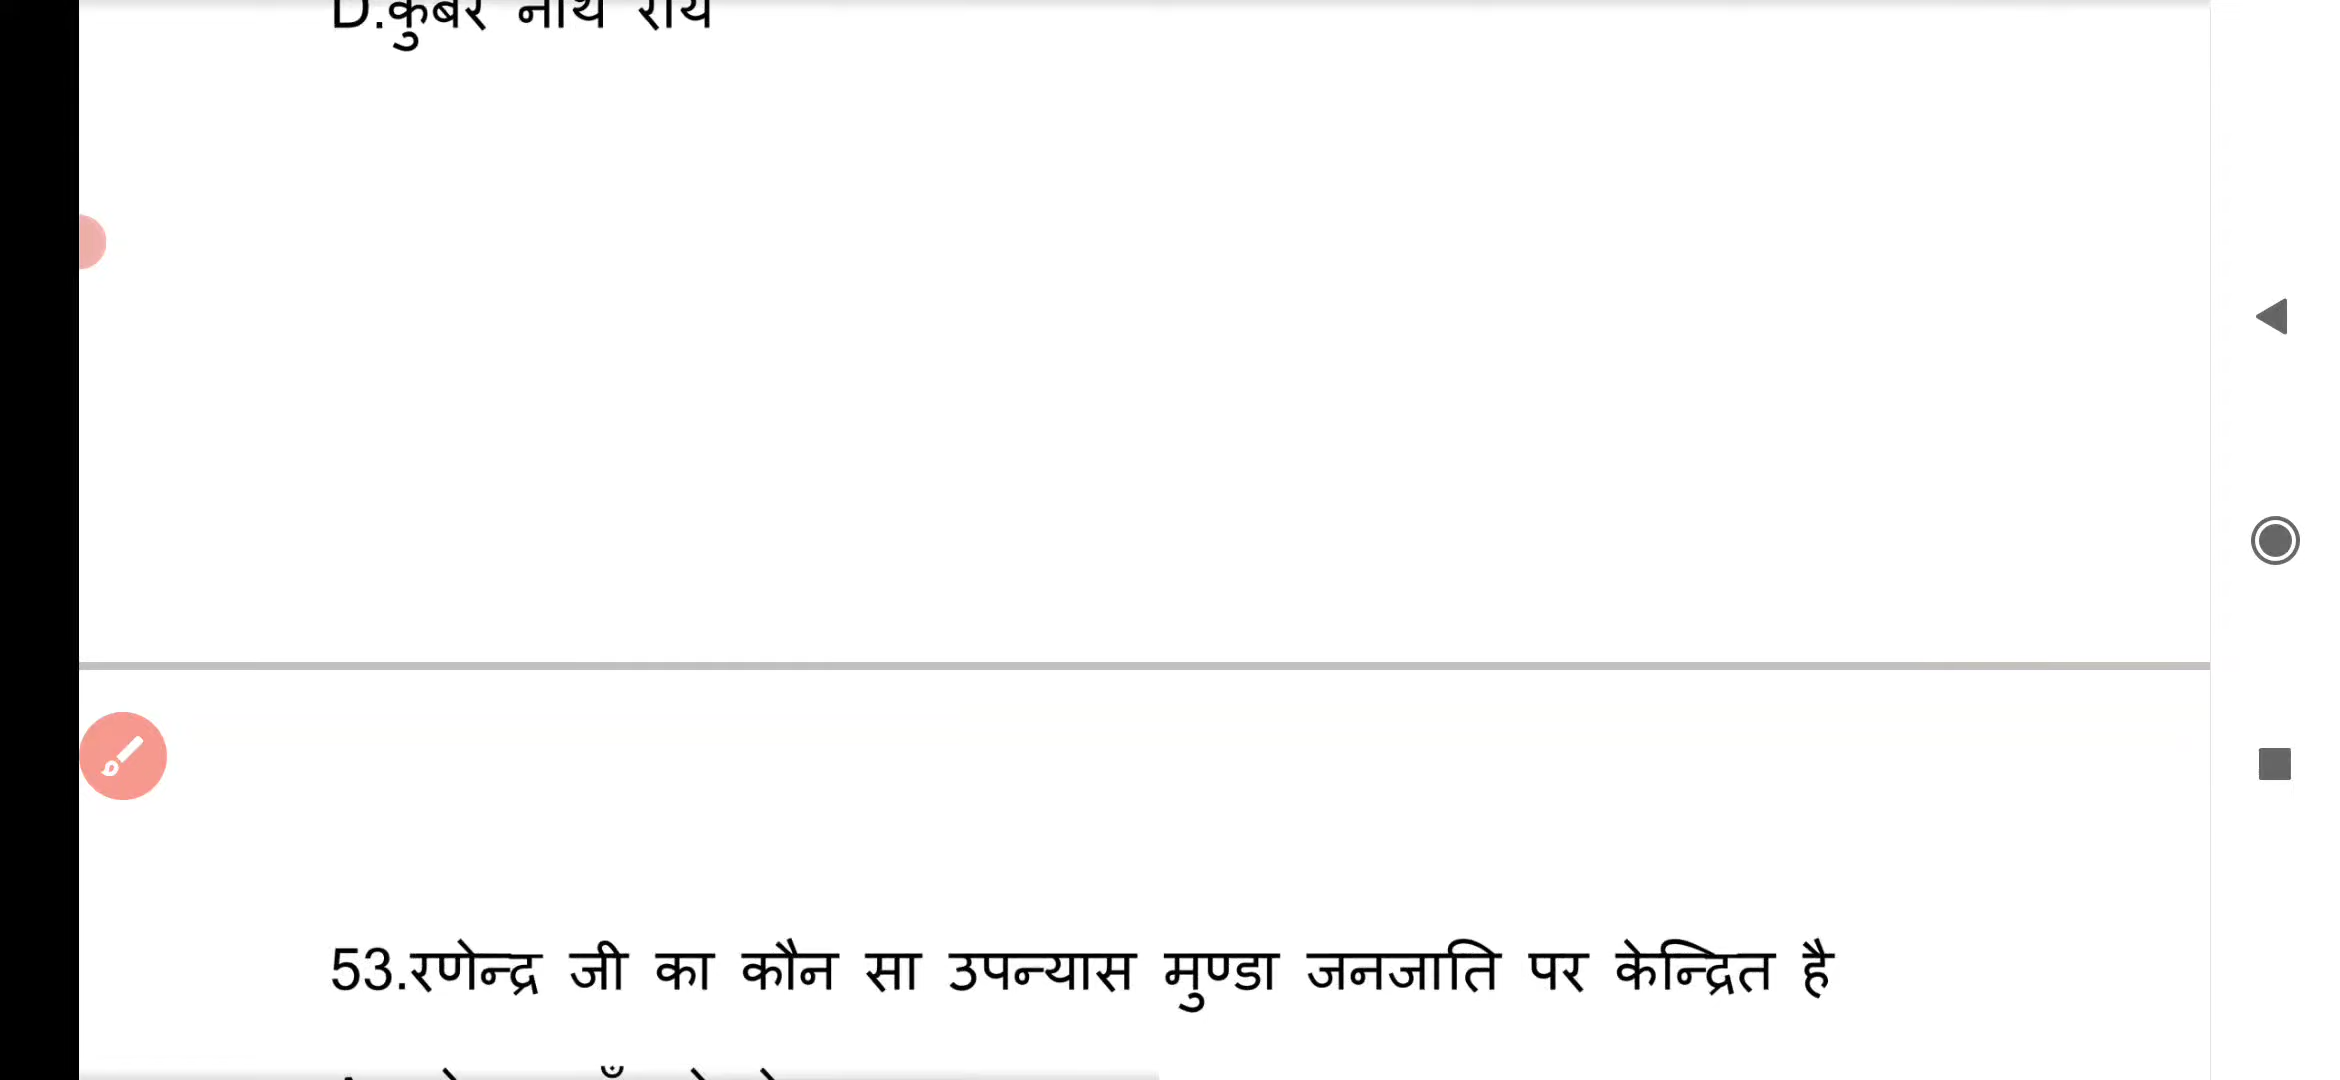 D.कुबेर नाथ राय
53.रणेन्द्र जी का कौन सा उपन्यास मुण्डा जनजाति पर केन्द्रित है